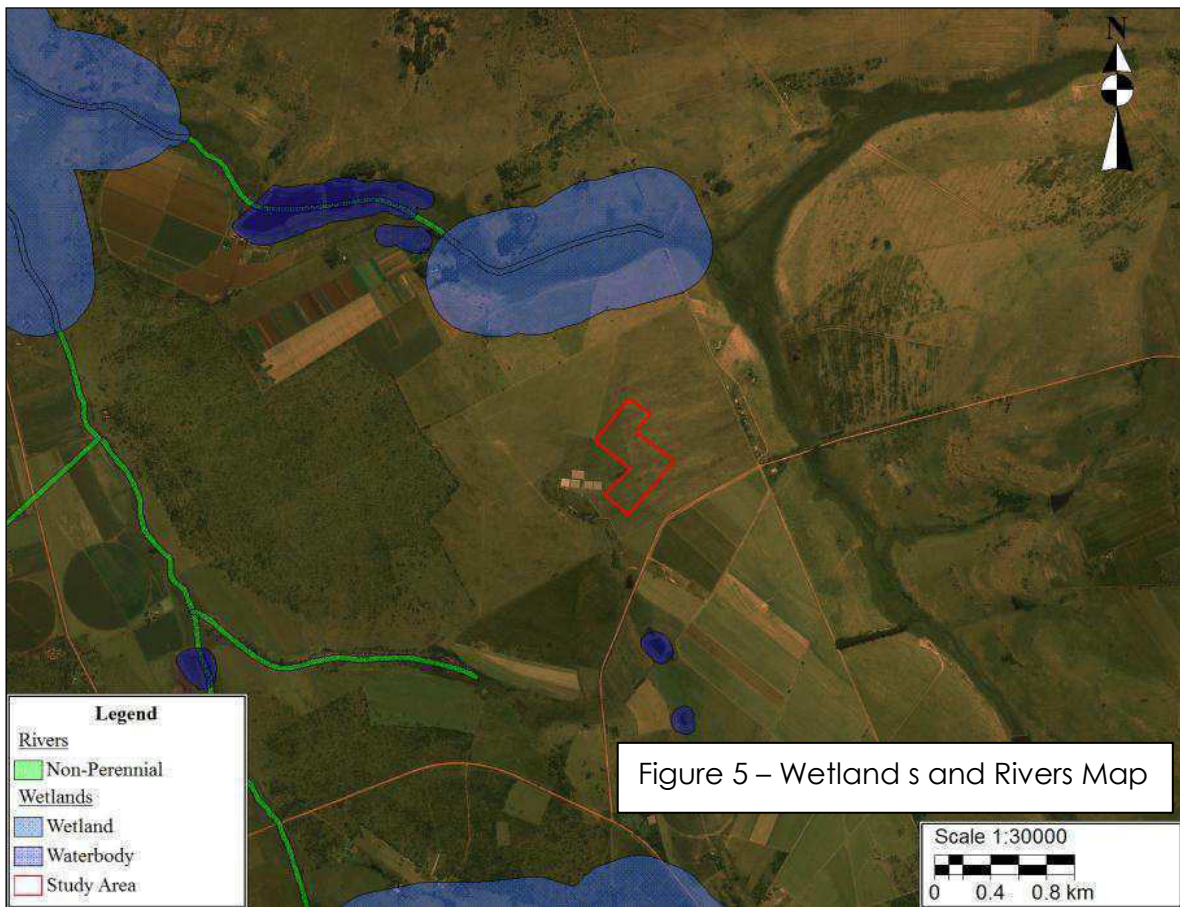 N
Legend
Rivers
Non-Perennial
Wetlands
Wetland
Waterbody
Study Area
Figure 5 – Wetland s and Rivers Map
Scale 1:30000
0 0.4 0.8 km